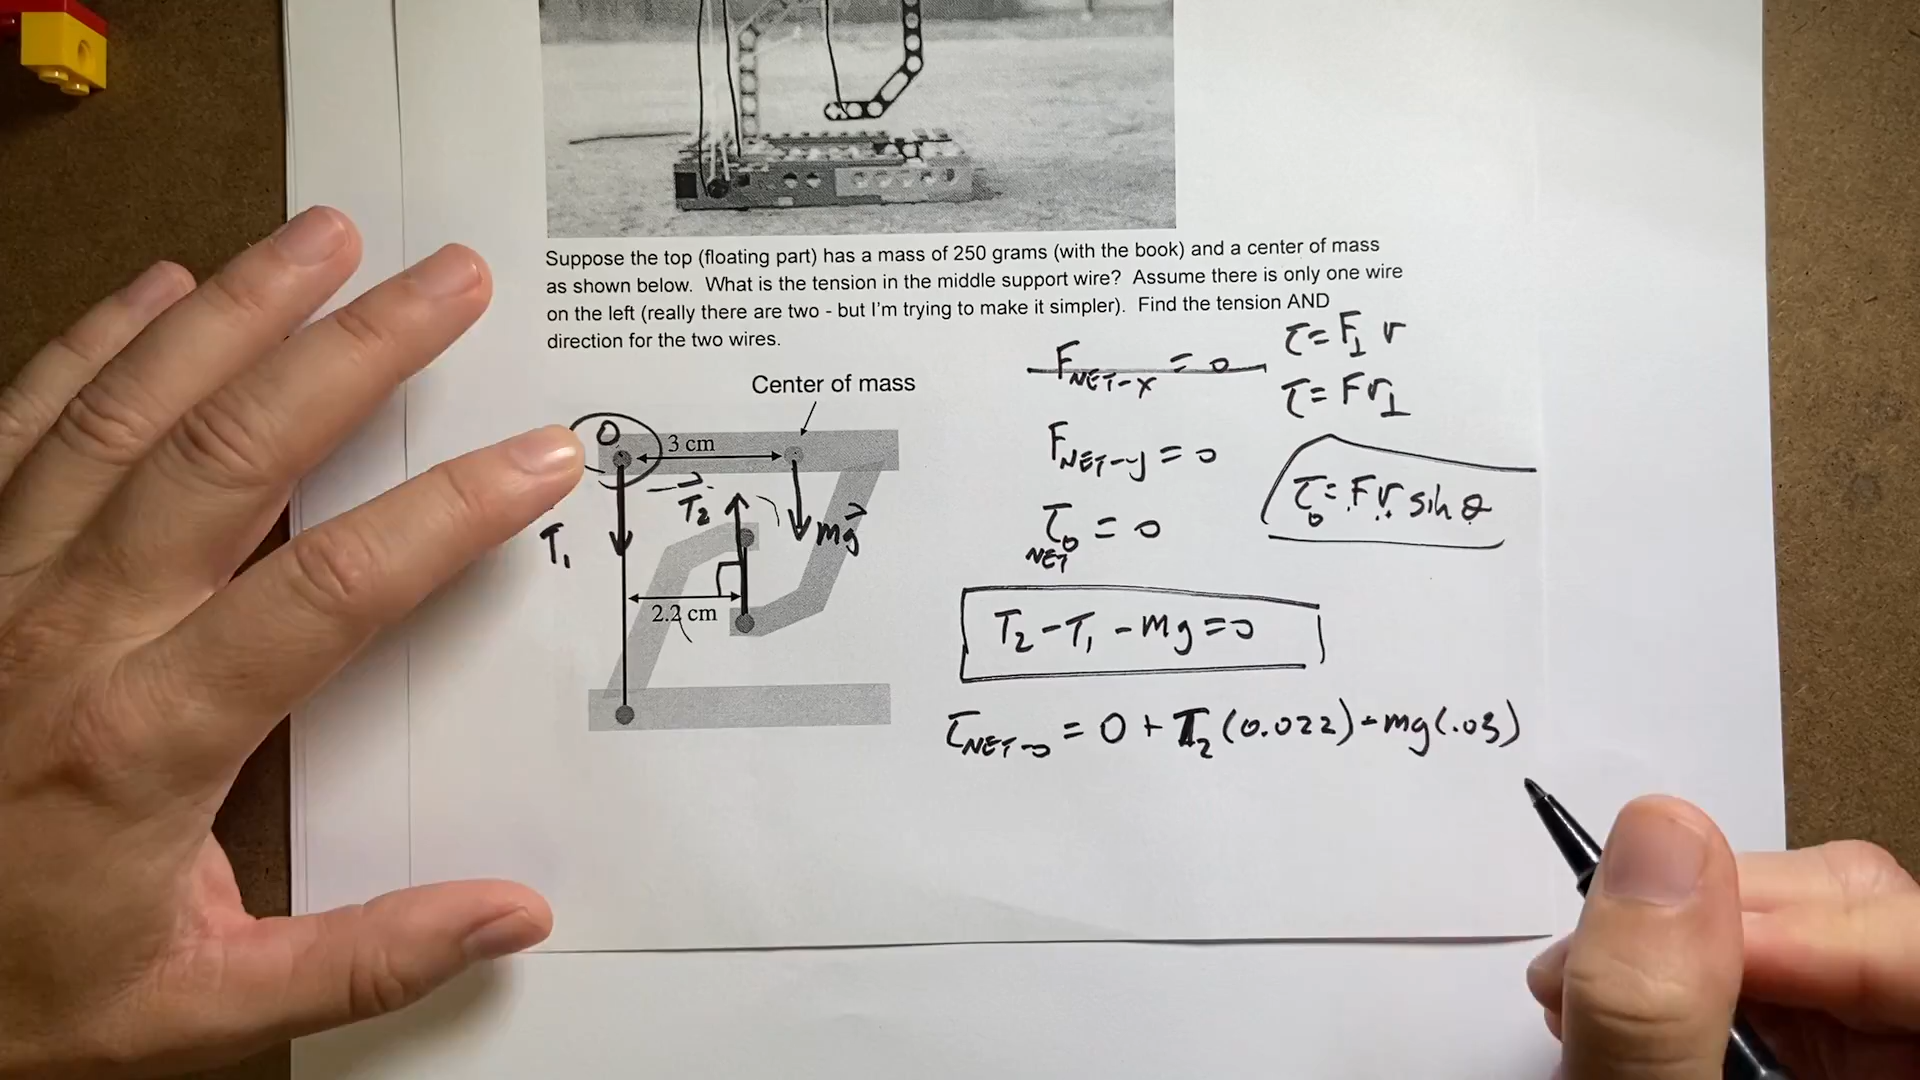 Suppose the top (floating part) has a mass of 250 grams (with the book) and a center of mass
as shown below. What is the tension in the middle support wire? Assume there is only one wire
on the left (really there are two - but I'm trying to make it simpler). Find the tension AND
direction for the two wires.
Center of mass
O
3 cm
T₂
mg
T₁
2.2 cm
F_NET-x = 0
F_NET-y = 0
τ_o NET = 0
τ = F⊥ r
τ = F r⊥
τ_o = F r sin θ
T₂ - T₁ - mg = 0
τ_NET-o = 0 + T₂ (0.022) - mg(.03)